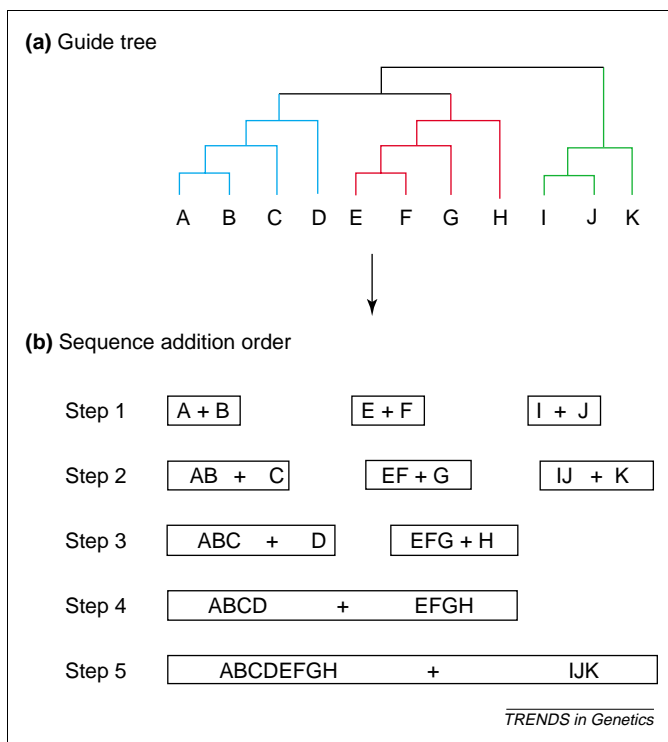 (a) Guide tree
A B C D E F G H I J K
(b) Sequence addition order
Step 1 A + B E + F I + J
Step 2 AB + C EF + G IJ + K
Step 3 ABC + D EFG + H
Step 4 ABCD + EFGH
Step 5 ABCDEFGH + IJK
TRENDS in Genetics